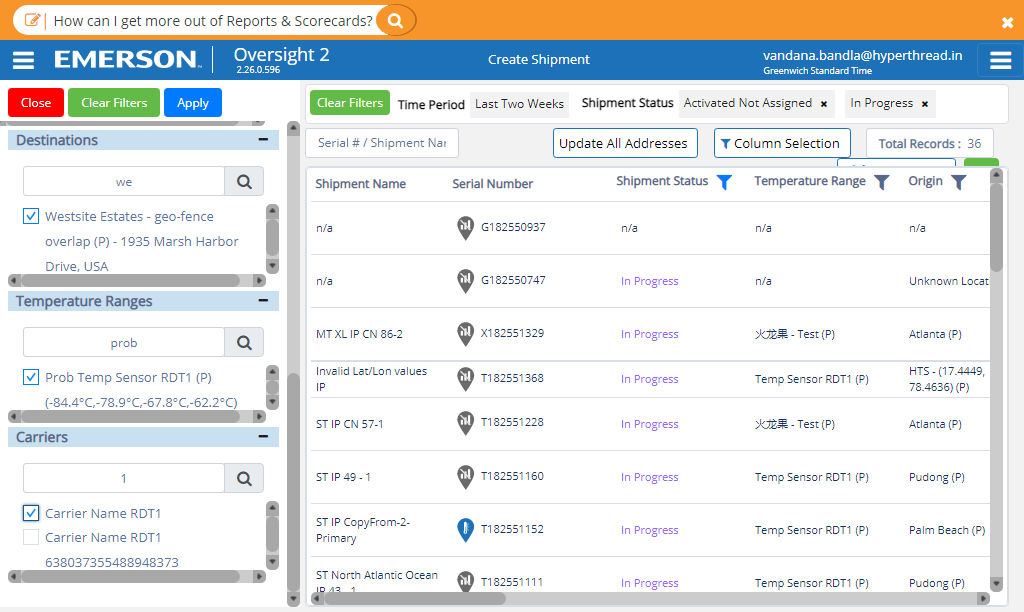 How can I get more out of Reports & Scorecards?
EMERSON.
Oversight 2
2.26.0.596
Create Shipment
vandana.bandla@hyperthread.in
Greenwich Standard Time
Close
Clear Filters
Apply
Destinations
we
Westsite Estates - geo-fence
overlap (P) - 1935 Marsh Harbor
Drive, USA
Temperature Ranges
prob
Prob Temp Sensor RDT1 (P)
(-84.4°C,-78.9°C,-67.8°C,-62.2°C)
Carriers
1
Carrier Name RDT1
Carrier Name RDT1
638037355488948373
Clear Filters
Time Period
Last Two Weeks
Shipment Status
Activated Not Assigned ×
In Progress ×
Serial # / Shipment Nar
Update All Addresses
Column Selection
Total Records : 36
Shipment Name Serial Number Shipment Status Temperature Range Origin
n/a G182550937 n/a n/a n/a
n/a G182550747 In Progress n/a Unknown Locat
MT XL IP CN 86-2 X182551329 In Progress 火龙果 - Test (P) Atlanta (P)
Invalid Lat/Lon values
IP
T182551368 In Progress Temp Sensor RDT1 (P)
HTS - (17.4449,
78.4636) (P)
ST IP CN 57-1 T182551228 In Progress 火龙果 - Test (P) Atlanta (P)
ST IP 49 - 1 T182551160 In Progress Temp Sensor RDT1 (P) Pudong (P)
ST IP CopyFrom-2-
Primary
T182551152 In Progress Temp Sensor RDT1 (P) Palm Beach (P)
ST North Atlantic Ocean
IP 43 - 1
T182551111 In Progress Temp Sensor RDT1 (P) Pudong (P)